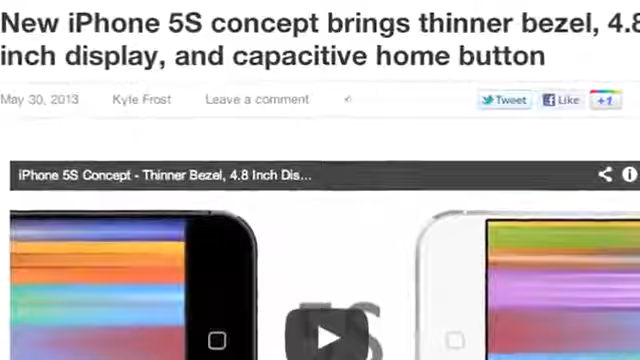 New iPhone 5S concept brings thinner bezel, 4.8
inch display, and capacitive home button
May 30, 2013 Kyle Frost Leave a comment Tweet Like +1
iPhone 5S Concept - Thinner Bezel, 4.8 Inch Dis...
5S